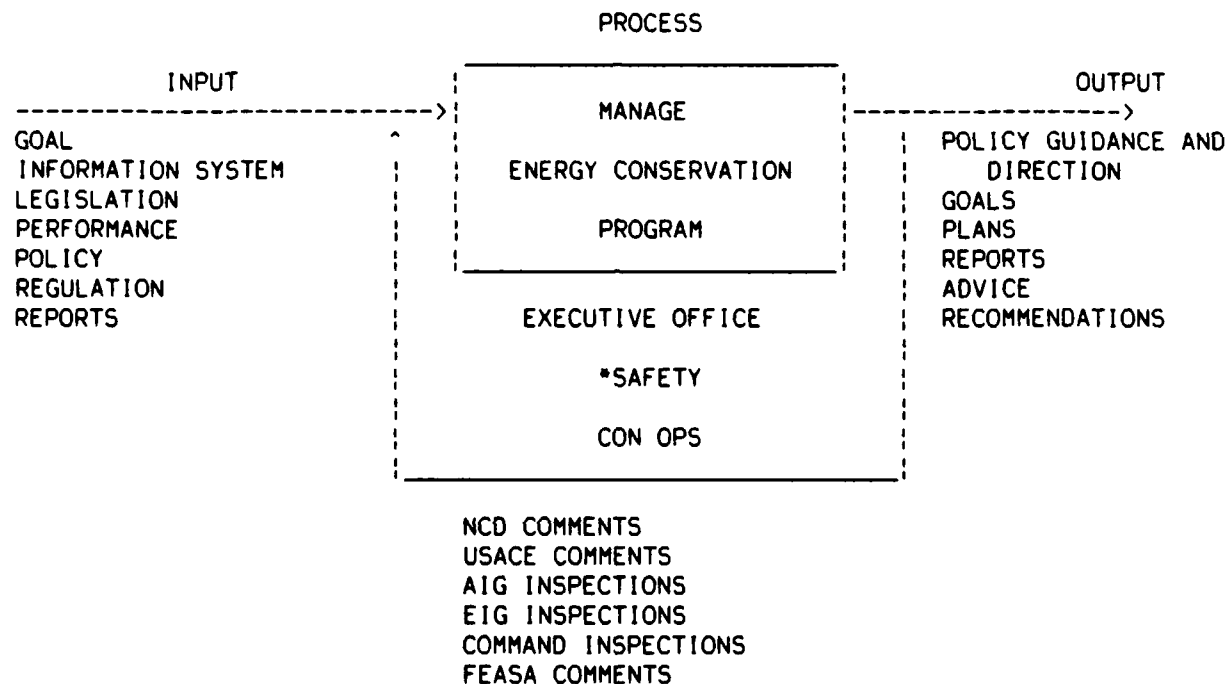 PROCESS
INPUT
OUTPUT
MANAGE
ENERGY CONSERVATION
PROGRAM
GOAL
INFORMATION SYSTEM
LEGISLATION
PERFORMANCE
POLICY
REGULATION
REPORTS
POLICY GUIDANCE AND
DIRECTION
GOALS
PLANS
REPORTS
ADVICE
RECOMMENDATIONS
EXECUTIVE OFFICE
*SAFETY
CON OPS
NCD COMMENTS
USACE COMMENTS
AIG INSPECTIONS
EIG INSPECTIONS
COMMAND INSPECTIONS
FEASA COMMENTS